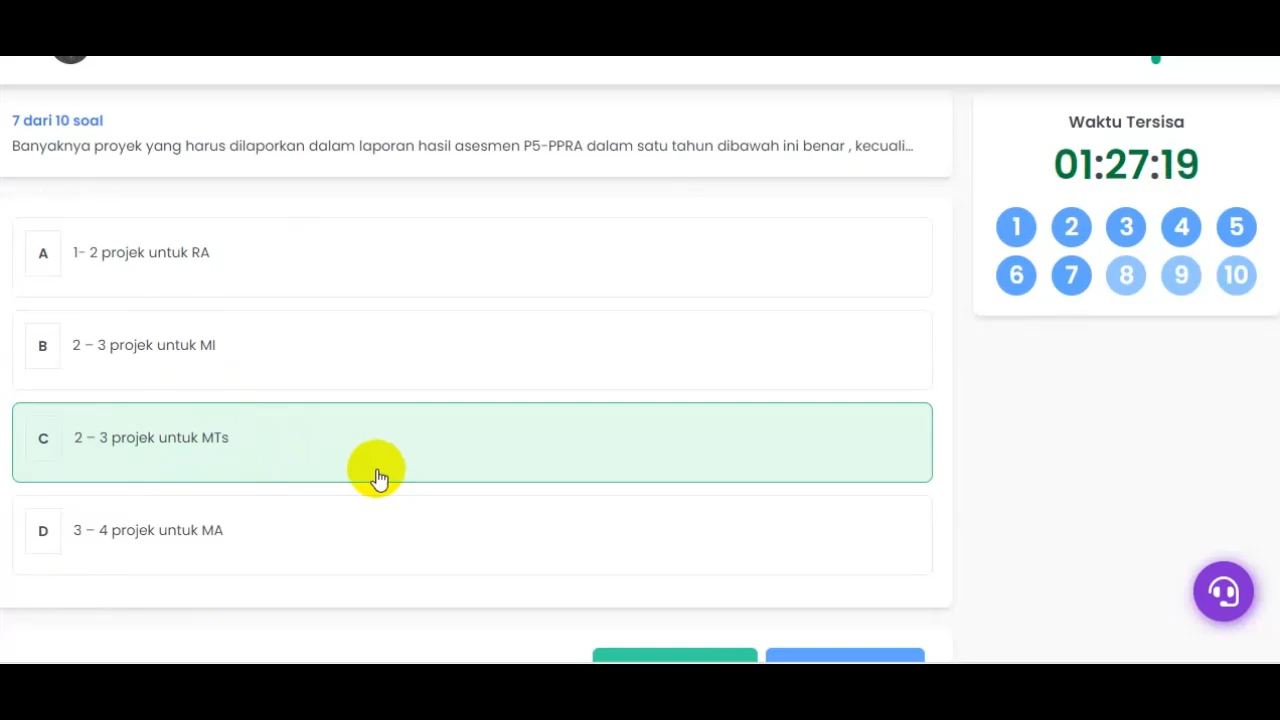 7 dari 10 soal
Banyaknya proyek yang harus dilaporkan dalam laporan hasil asesmen P5-PPRA dalam satu tahun dibawah ini benar , kecuali...
A 1- 2 projek untuk RA
B 2 – 3 projek untuk MI
C 2 – 3 projek untuk MTs
D 3 – 4 projek untuk MA
Waktu Tersisa
01:27:19
1 2 3 4 5
6 7 8 9 10